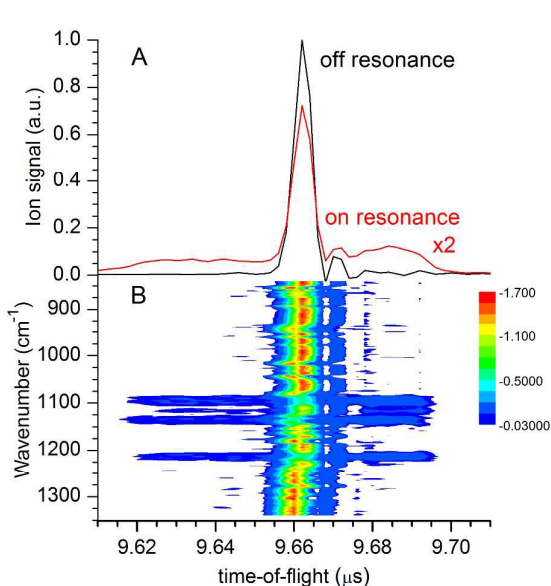 A
off resonance
on resonance
x2
Ion signal (a.u.)
1.0
0.8
0.6
0.4
0.2
0.0
B
Wavenumber (cm-1)
900
1000
1100
1200
1300
-1.700
-1.100
-0.5000
-0.03000
9.62 9.64 9.66 9.68 9.70
time-of-flight (μs)